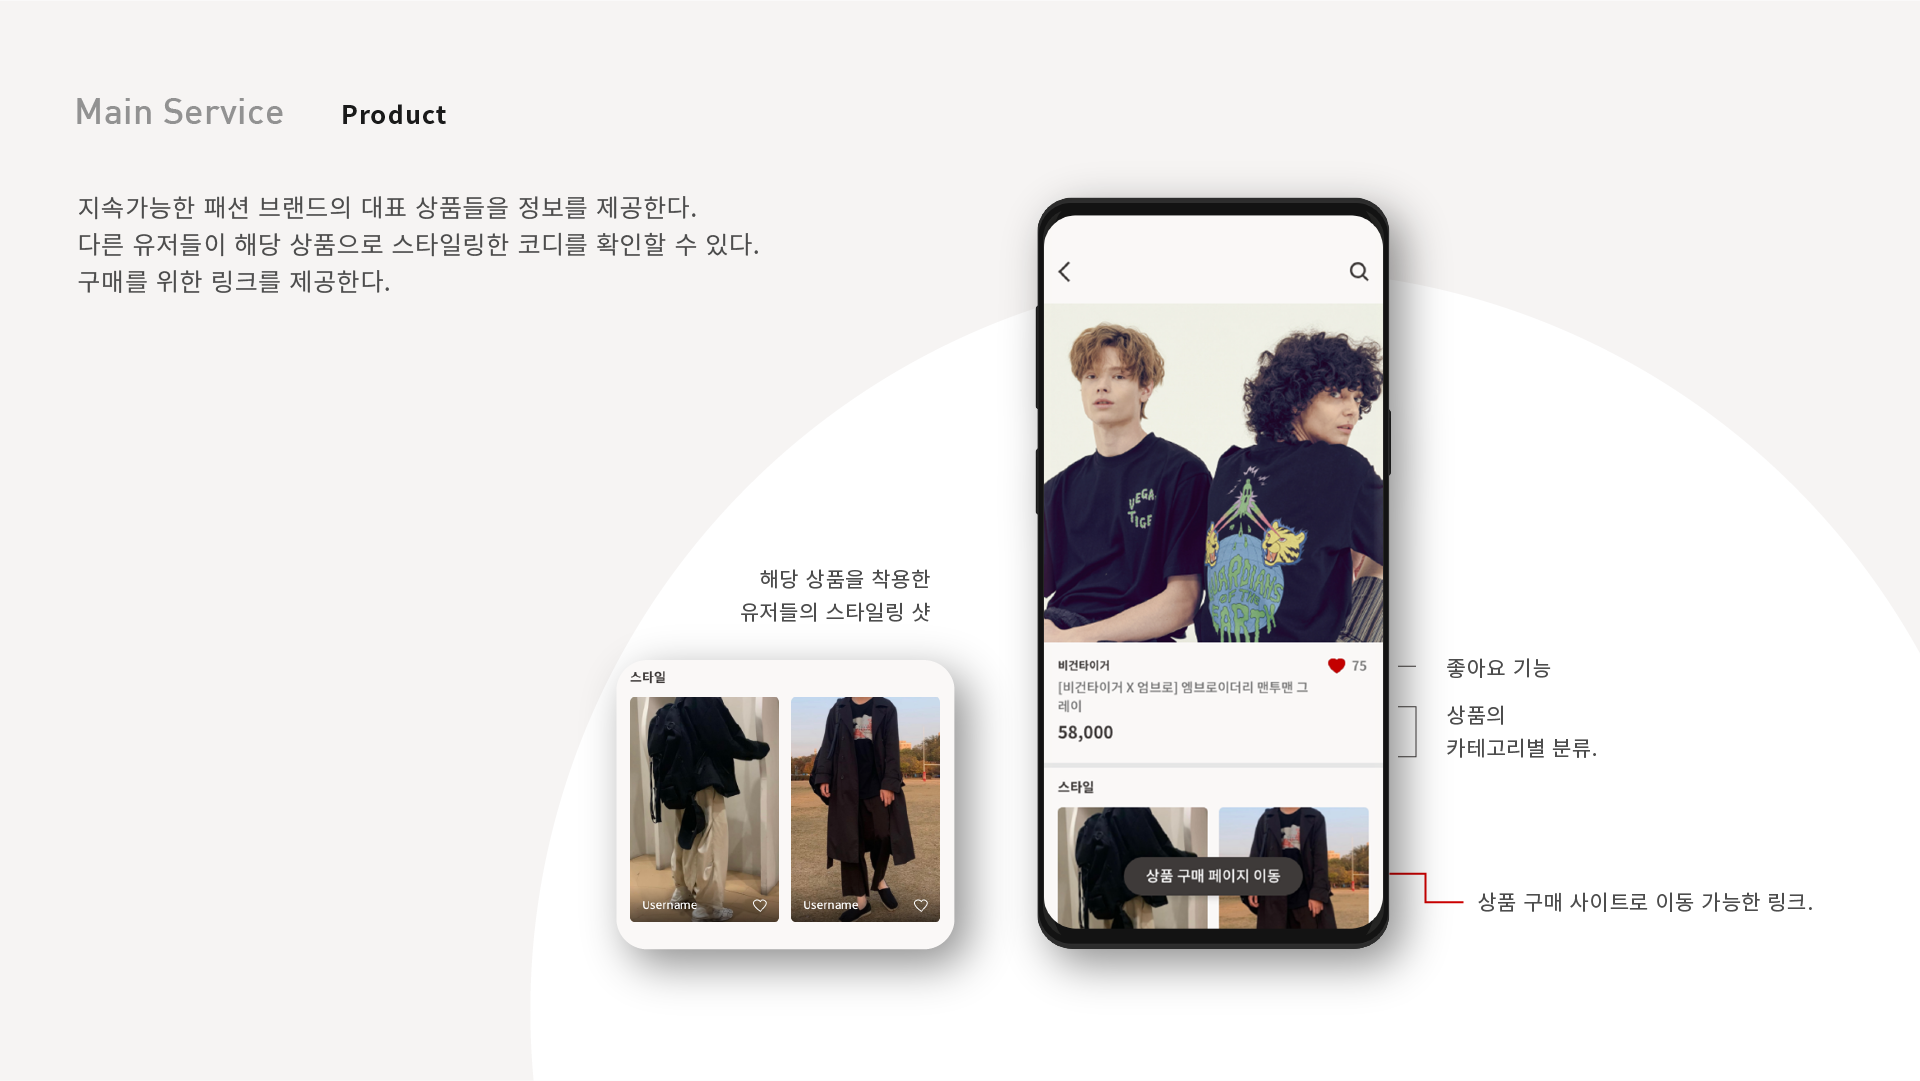 Main Service
Product
지속가능한 패션 브랜드의 대표 상품들을 정보를 제공한다.
다른 유저들이 해당 상품으로 스타일링한 코디를 확인할 수 있다.
구매를 위한 링크를 제공한다.
해당 상품을 착용한
유저들의 스타일링 샷
스타일
Username
Username
VEGA
TIGE
GUARDIANS
OF THE
EARTH
비건타이거
75
[비건타이거 X 엄브로] 엠브로이더리 맨투맨 그
레이
58,000
스타일
상품 구매 페이지 이동
좋아요 기능
상품의
카테고리별 분류.
상품 구매 사이트로 이동 가능한 링크.